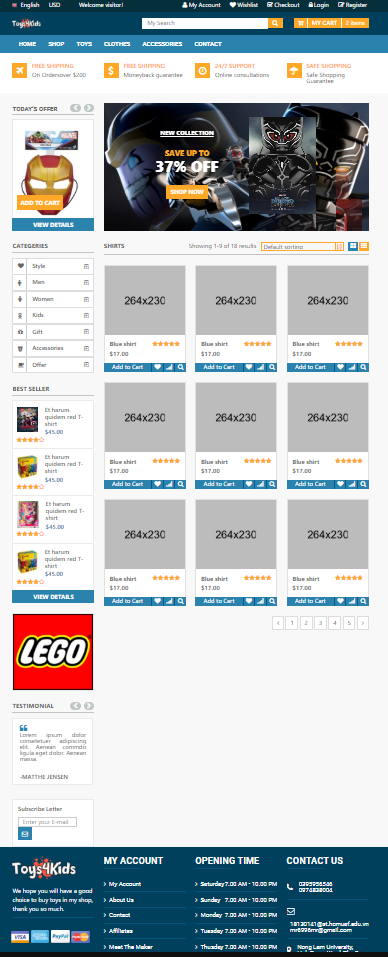 English USD Welcome visitor! My Account Wishlist Checkout Login Register
Toys4Kids
My Search
MY CART 2 items
HOME SHOP TOYS CLOTHES ACCESSORIES CONTACT
FREE SHIPPING
On Ordersover $200
FREE SHIPPING
Moneyback guarantee
24/7 SUPPORT
Online consultations
SAFE SHOPPING
Safe Shopping
Guarantee
TODAY'S OFFER
ADD TO CART
VIEW DETAILS
NEW COLLECTION
SAVE UP TO
37% OFF
SHOP NOW
CATEGERIES
Style
Men
Women
Kids
Gift
Accessories
Offer
BEST SELLER
Et harum
quidem red T-
shirt
$45.00
Et harum
quidem red T-
shirt
$45.00
Et harum
quidem red T-
shirt
$45.00
Et harum
quidem red T-
shirt
$45.00
VIEW DETAILS
LEGO
TESTIMONIAL
Lorem ipsum dolor
consetetuer adipiscing
elit. Aenean commodo
ligula eget dolor. Aenean
massa.
-MATTHE JENSEN
Subscribe Letter
Enter your E-mail
SHIRTS
Showing 1-9 of 18 results
Default sorting
264x230
Blue shirt
$17.00
Add to Cart
264x230
Blue shirt
$17.00
Add to Cart
264x230
Blue shirt
$17.00
Add to Cart
264x230
Blue shirt
$17.00
Add to Cart
264x230
Blue shirt
$17.00
Add to Cart
264x230
Blue shirt
$17.00
Add to Cart
264x230
Blue shirt
$17.00
Add to Cart
264x230
Blue shirt
$17.00
Add to Cart
264x230
Blue shirt
$17.00
Add to Cart
‹ 1 2 3 4 5 ›
Toys4Kids
We hope you will have a good
choice to buy toys in my shop,
thank you so much.
VISA PayPal
MY ACCOUNT
My Account
About Us
Contact
Affiliates
Meet The Maker
OPENING TIME
Saturday 7.00 AM - 10.00 PM
Sunday 7.00 AM - 10.00 PM
Monday 7.00 AM - 10.00 PM
Tuesday 7.00 AM - 10.00 PM
Thusday 7.00 AM - 10.00 PM
CONTACT US
0395956546
0974838004
mr6996mr@gmail.com
Nong Lam University,